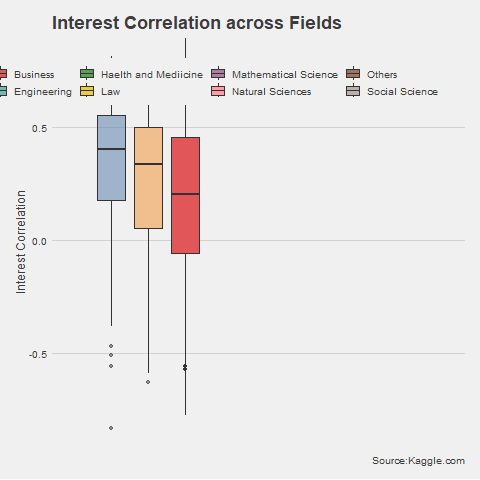 Interest Correlation across Fields
Business Haelth and Mediicine Mathematical Science Others
Engineering Law Natural Sciences Social Science
0.5
0.0
-0.5
Interest Correlation
Source:Kaggle.com